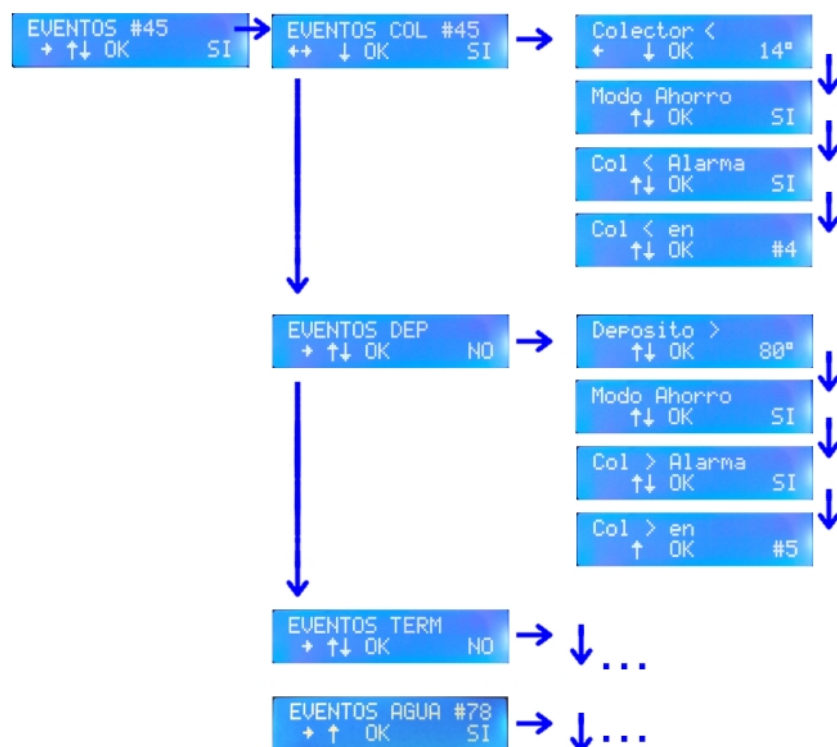 EVENTOS #45
→ ↑↓ OK SI
EVENTOS COL #45
←→ ↓ OK SI
Colector <
← ↓ OK 14°
Modo Ahorro
↑↓ OK SI
Col < Alarma
↑↓ OK SI
Col < en
↑↓ OK #4
EVENTOS DEP
→ ↑↓ OK NO
Deposito >
↑↓ OK 80°
Modo Ahorro
↑↓ OK SI
Col > Alarma
↑↓ OK SI
Col > en
↑ OK #5
EVENTOS TERM
→ ↑↓ OK NO
...
EVENTOS AGUA #78
→ ↑ OK SI
...